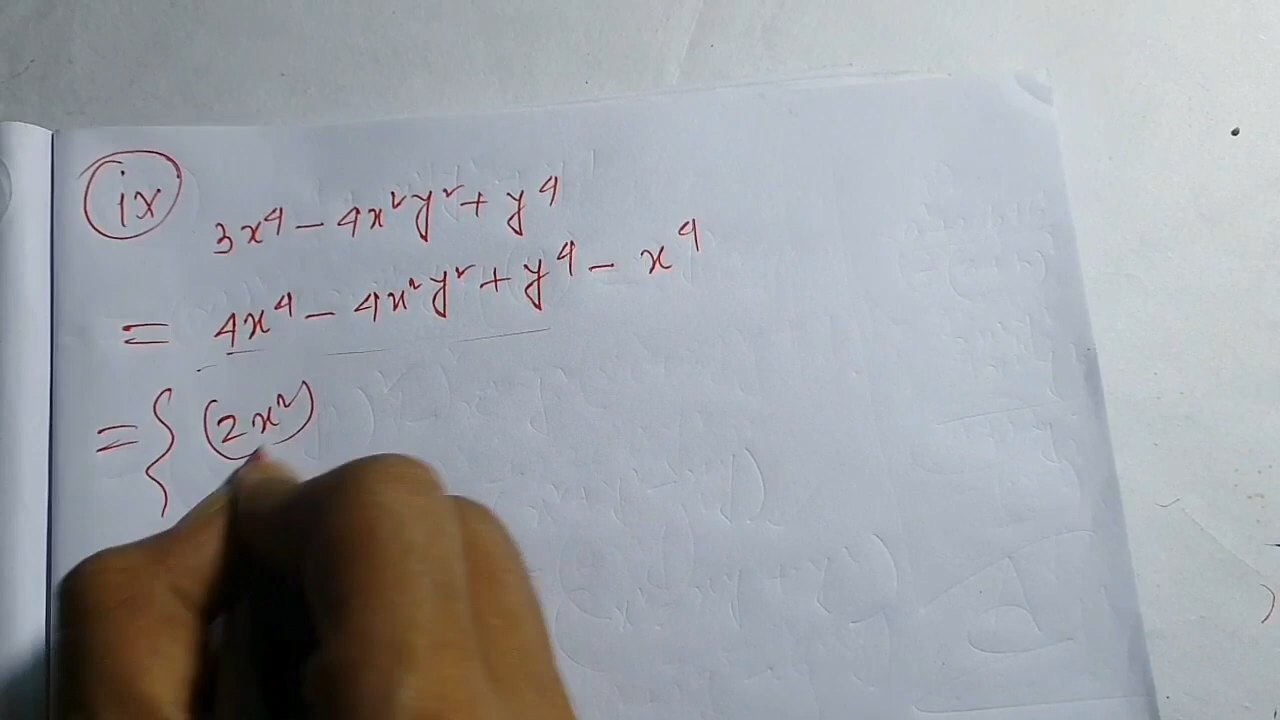 ix
3x⁴ - 4x²y² + y⁴
= 4x⁴ - 4x²y² + y⁴ - x⁴
= { (2x²)